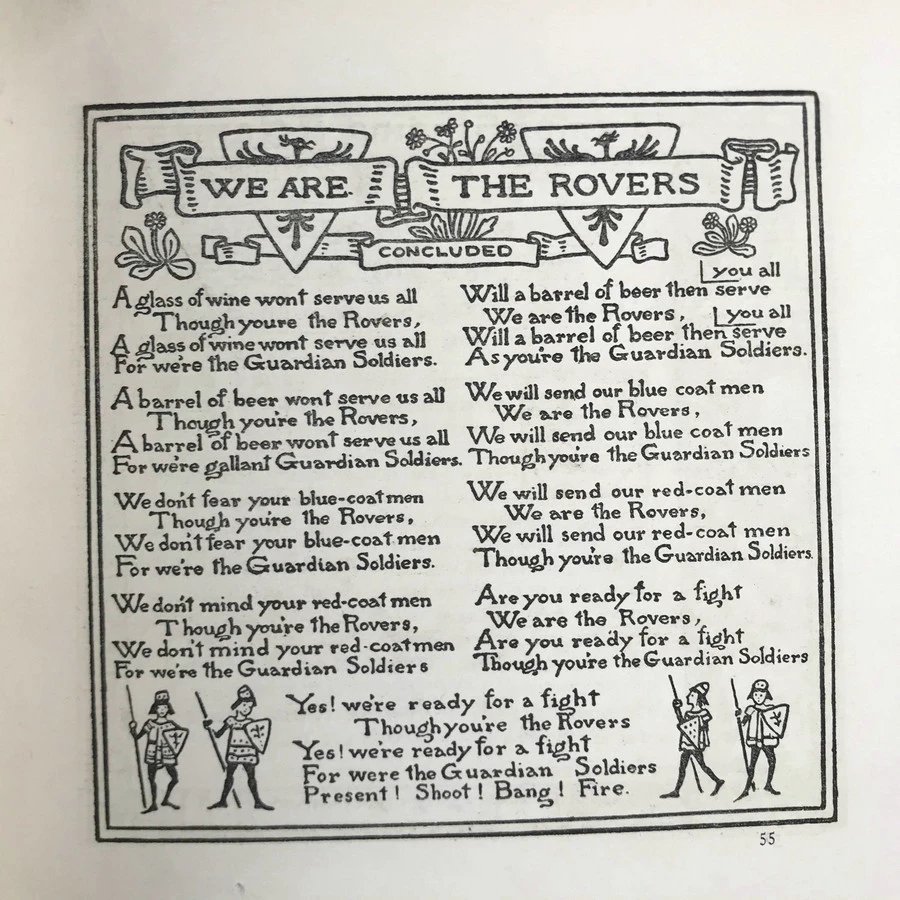 WE ARE THE ROVERS
CONCLUDED
A glass of wine wont serve us all
Though youre the Rovers,
A glass of wine wont serve us all
For we're the Guardian Soldiers.
Will a barrel of beer then serve you all
We are the Rovers,
Will a barrel of beer then serve you all
As you're the Guardian Soldiers.
A barrel of beer wont serve us all
Though you're the Rovers,
A barrel of beer wont serve us all
For we're gallant Guardian Soldiers.
We will send our blue coat men
We are the Rovers,
We will send our blue coat men
Though you're the Guardian Soldiers
We don't fear your blue-coat men
Though you're the Rovers,
We don't fear your blue-coat men
For we're the Guardian Soldiers.
We will send our red-coat men
We are the Rovers,
We will send our red-coat men
Though you're the Guardian Soldiers.
We don't mind your red-coat men
Though you're the Rovers,
We don't mind your red-coat men
For we're the Guardian Soldiers
Are you ready for a fight
We are the Rovers,
Are you ready for a fight
Though you're the Guardian Soldiers
Yes! we're ready for a fight
Though you're the Rovers
Yes! we're ready for a fight
For were the Guardian Soldiers
Present! Shoot! Bang! Fire.
55